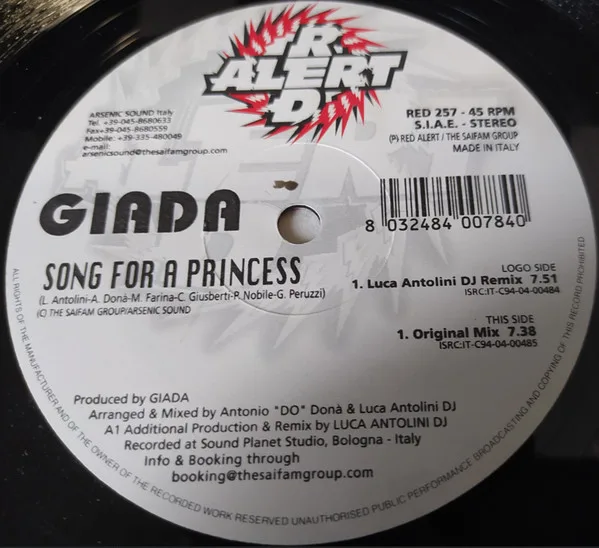 RED
ALERT
ARSENIC SOUND Italy
Tel. +39-045-8680633
Fax+39-045-8680559
Mobile: +39-335-480049
e-mail:
arsenicsound@thesaifamgroup.com
RED 257 - 45 RPM
S.I.A.E. - STEREO
(P) RED ALERT / THE SAIFAM GROUP
MADE IN ITALY
GIADA
8 032484 007840
SONG FOR A PRINCESS
(L. Antolini-A. Donà-M. Farina-C. Giusberti-R.Nobile-G. Peruzzi)
(C) THE SAIFAM GROUP/ARSENIC SOUND
LOGO SIDE
1. Luca Antolini DJ Remix 7.51
ISRC:IT-C94-04-00484
THIS SIDE
1. Original Mix 7.38
ISRC:IT-C94-04-00485
Produced by GIADA
Arranged & Mixed by Antonio "DO" Donà & Luca Antolini DJ
A1 Additional Production & Remix by LUCA ANTOLINI DJ
Recorded at Sound Planet Studio, Bologna - Italy
Info & Booking through
booking@thesaifamgroup.com
ALL RIGHTS OF THE MANUFACTURER AND OF THE OWNER OF THE RECORDED WORK RESERVED UNAUTHORISED PUBLIC PERFORMANCE BROADCASTING AND COPYING OF THIS RECORD PROHIBITED